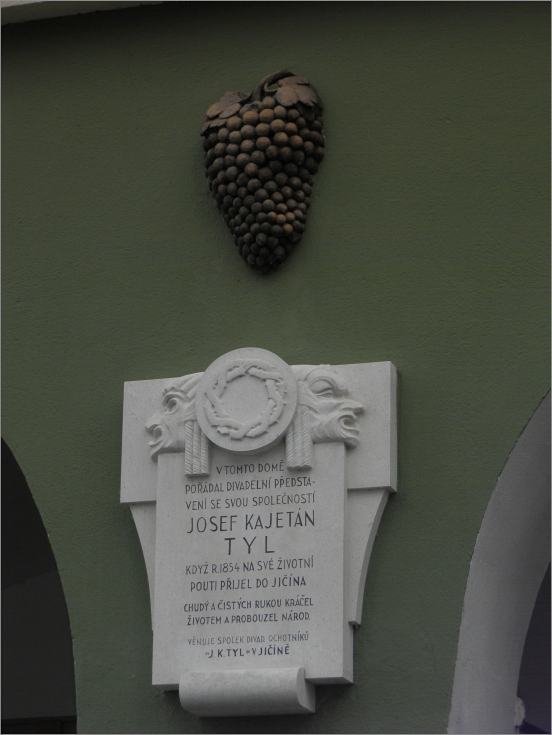 V TOMTO DOMĚ
POŘÁDAL DIVADELNÍ PŘEDSTA-
VENÍ SE SVOU SPOLEČNOSTÍ
JOSEF KAJETÁN
TYL
KDYŽ R.1854 NA SVÉ ŽIVOTNÍ
POUTI PŘIJEL DO JIČÍNA
CHUDÝ A ČISTÝCH RUKOU KRÁČEL
ŽIVOTEM A PROBOUZEL NÁROD.
VĚNUJE SPOLEK DIVAD. OCHOTNÍKŮ
„J.K.TYL“ V JIČÍNĚ